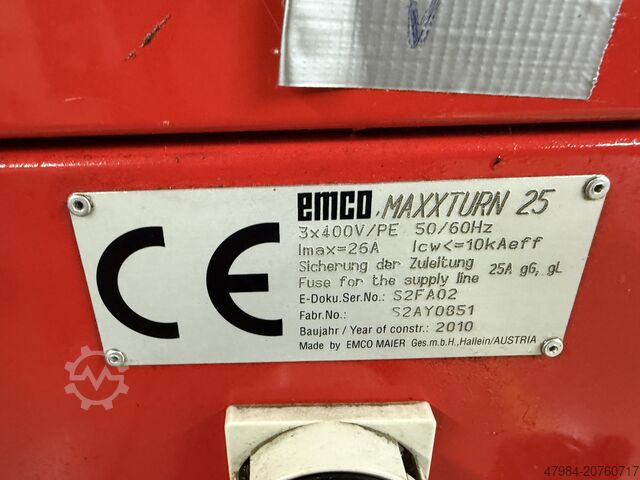 V
emco MAXXTURN 25
3x400V/PE 50/60Hz
Imax=26A Icw<=10kAeff
Sicherung der Zuleitung 25A gG, gL
Fuse for the supply line
E-Doku.Ser.No.: S2FA02
Fabr.No.: S2AY0851
Baujahr / Year of constr.: 2010
Made by EMCO MAIER Ges.m.b.H., Hallein/AUSTRIA
CE
47984-20760717